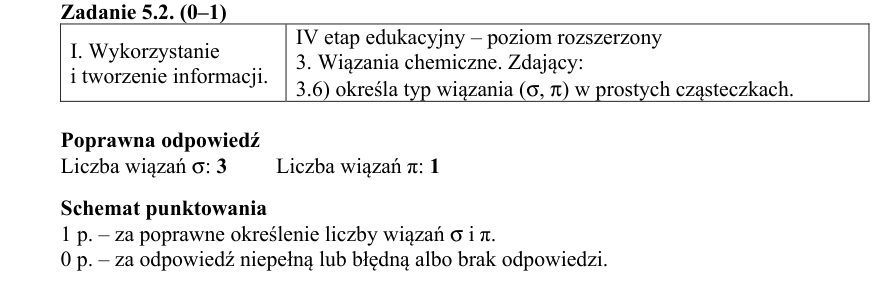 Zadanie 5.2. (0–1)
I. Wykorzystanie
i tworzenie informacji.
IV etap edukacyjny – poziom rozszerzony
3. Wiązania chemiczne. Zdający:
3.6) określa typ wiązania (σ, π) w prostych cząsteczkach.
Poprawna odpowiedź
Liczba wiązań σ: 3 Liczba wiązań π: 1
Schemat punktowania
1 p. – za poprawne określenie liczby wiązań σ i π.
0 p. – za odpowiedź niepełną lub błędną albo brak odpowiedzi.